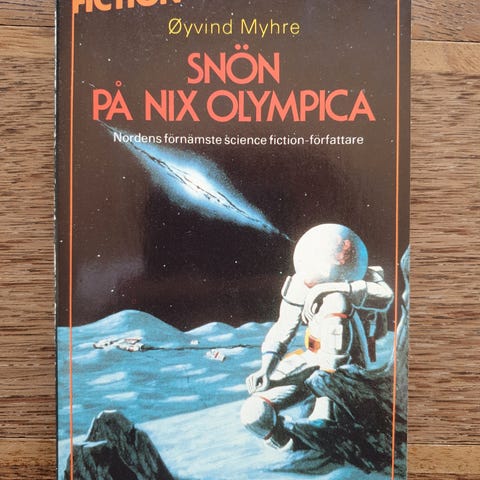 FICTION
Øyvind Myhre
SNÖN
PÅ NIX OLYMPICA
Nordens förnämste science fiction-författare